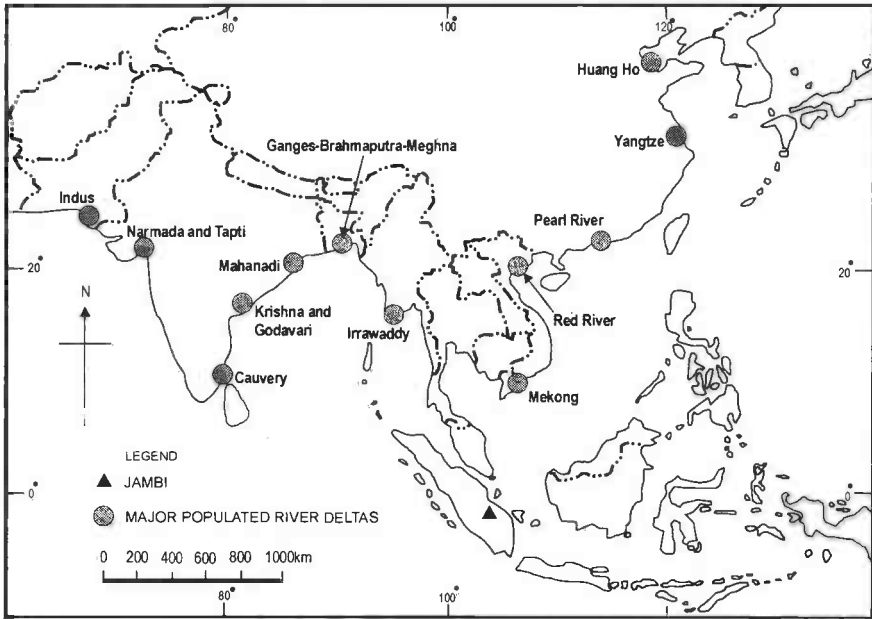 80°
100°
120°
Huang Ho
Ganges-Brahmaputra-Meghna
Yangtze
Indus
Pearl River
Narmada and Tapti
Mahanadi
20°
20°
N
Krishna and
Godavari
Irrawaddy
Red River
Cauvery
Mekong
LEGEND
JAMBI
0°
0°
MAJOR POPULATED RIVER DELTAS
0 200 400 600 800 1000km
80°
100°
120°